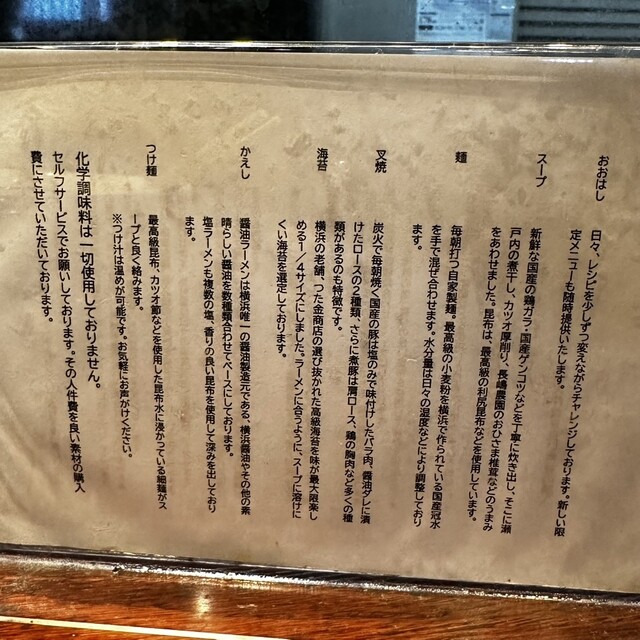 おおはし
日々、レシピを少しずつ変えながらチャレンジしております。新しい限
定メニューも随時提供いたします。
スープ
新鮮な国産の鶏ガラ・国産ゲンコツなどを丁寧に炊き出し、そこに瀬
戸内の煮干し、カツオ厚削り、長嶋農園のおひさま椎茸などのうまみ
をあわせました。昆布は、最高級の利尻昆布などを使用しています。
麺
毎朝打つ自家製麺。最高級の小麦粉を横浜で作られている国産冠水
を手で混ぜ合わせます。水分量は日々の湿度などにより調整しており
ます。
叉焼
炭火で毎朝焼く国産の豚は塩のみで味付けしたバラ肉、醤油ダレに漬
けたロースの2種類、さらに煮豚は肩ロース、鶏の胸肉など多くの種
類があるのも特徴です。
海苔
横浜の老舗、つた金商店の選び抜かれた高級海苔を味が最大限楽し
める1/4サイズにしました。ラーメンに合うように、スープに溶けに
くい海苔を選定しております。
かえし
醤油ラーメンは横浜唯一の醤油製造元である、横浜醤油やその他の素
晴らしい醤油を数種類合わせてベースにしております。
塩ラーメンも複数の塩、香りの良い昆布を使用して深みを出しており
ます。
つけ麺
最高級昆布、カツオ節などを使用した昆布水に浸かっている細麺がス
ープと良く絡みます。
※つけ汁は温めが可能です。お気軽にお声がけください。
化学調味料は一切使用しておりません。
セルフサービスでお願いしております。その人件費を良い素材の購入
費にさせていただいております。